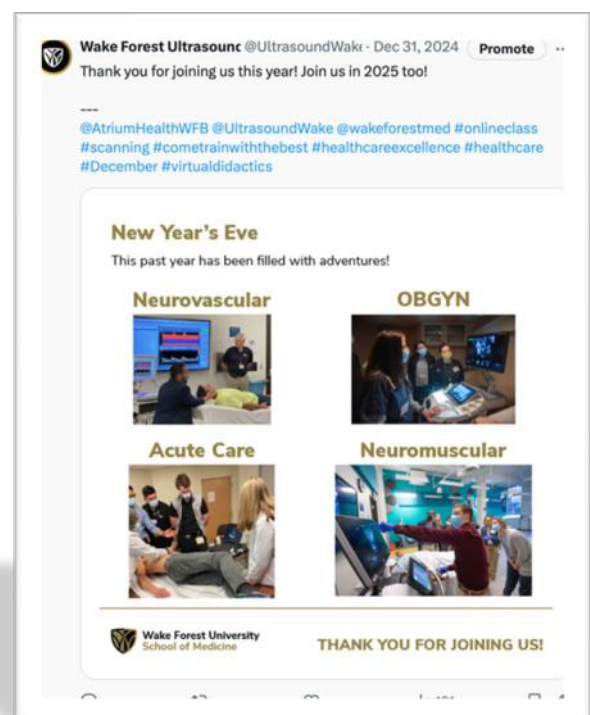 Wake Forest Ultrasound @UltrasoundWake · Dec 31, 2024 Promote ··
Thank you for joining us this year! Join us in 2025 too!
---
@AtriumHealthWFB @UltrasoundWake @wakeforestmed #onlineclass
#scanning #cometrainwiththebest #healthcareexcellence #healthcare
#December #virtualdidactics
New Year's Eve
This past year has been filled with adventures!
Neurovascular
OBGYN
Acute Care
Neuromuscular
Wake Forest University
School of Medicine
THANK YOU FOR JOINING US!